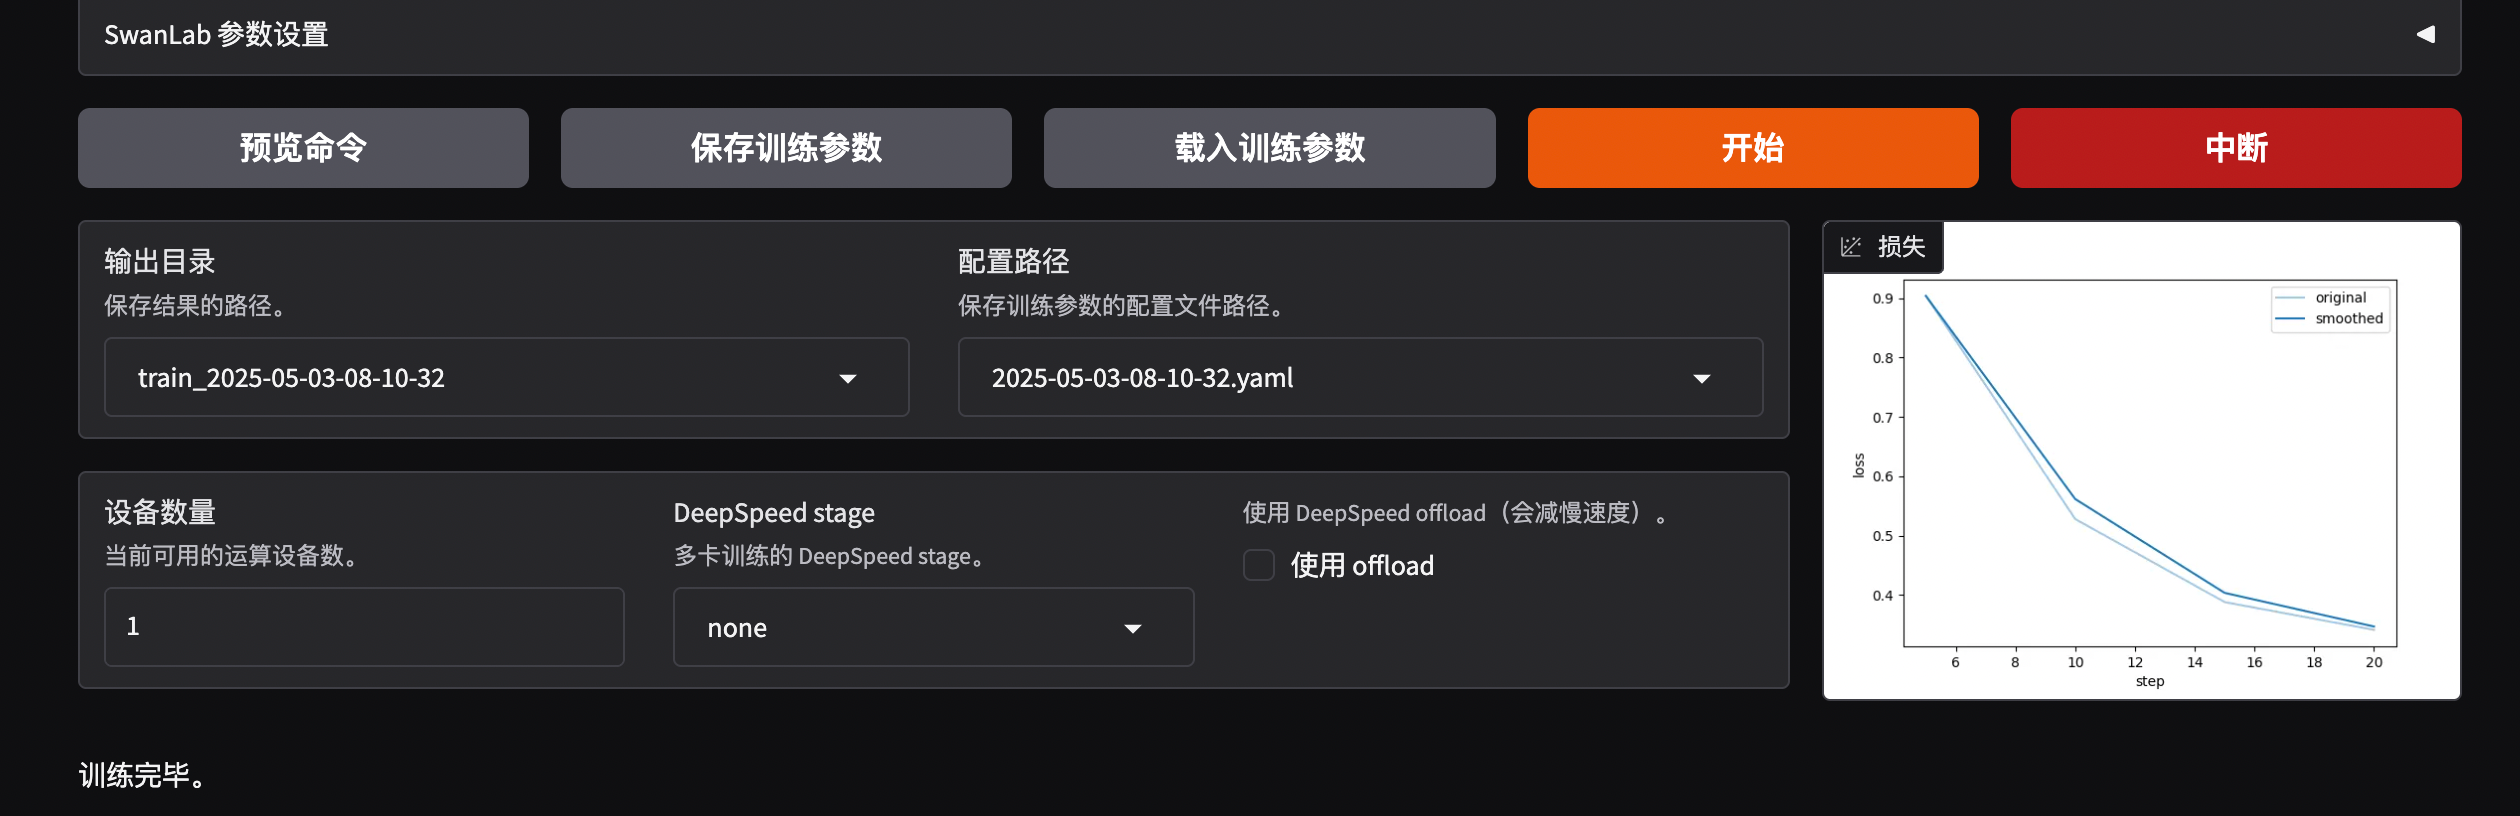 SwanLab 参数设置
预览命令
保存训练参数
载入训练参数
开始
中断
输出目录
保存结果的路径。
train_2025-05-03-08-10-32
配置路径
保存训练参数的配置文件路径。
2025-05-03-08-10-32.yaml
设备数量
当前可用的运算设备数。
1
DeepSpeed stage
多卡训练的 DeepSpeed stage。
none
使用 DeepSpeed offload（会减慢速度）。
使用 offload
损失
original
smoothed
0.9
0.8
0.7
0.6
0.5
0.4
loss
6 8 10 12 14 16 18 20
step
训练完毕。